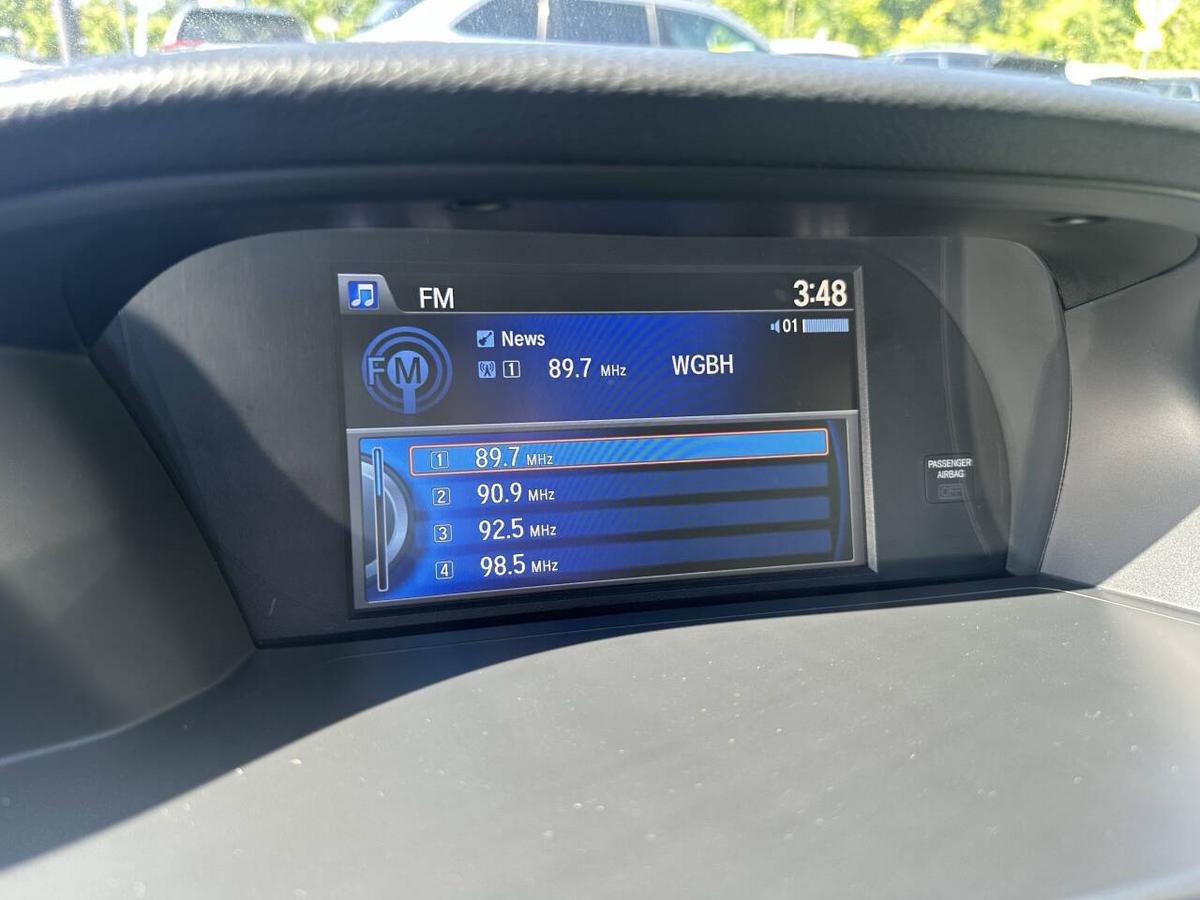 FM 3:48
01
News
FM
1 89.7 MHz WGBH
1 89.7 MHz
2 90.9 MHz
3 92.5 MHz
4 98.5 MHz
PASSENGER
AIRBAG
OFF